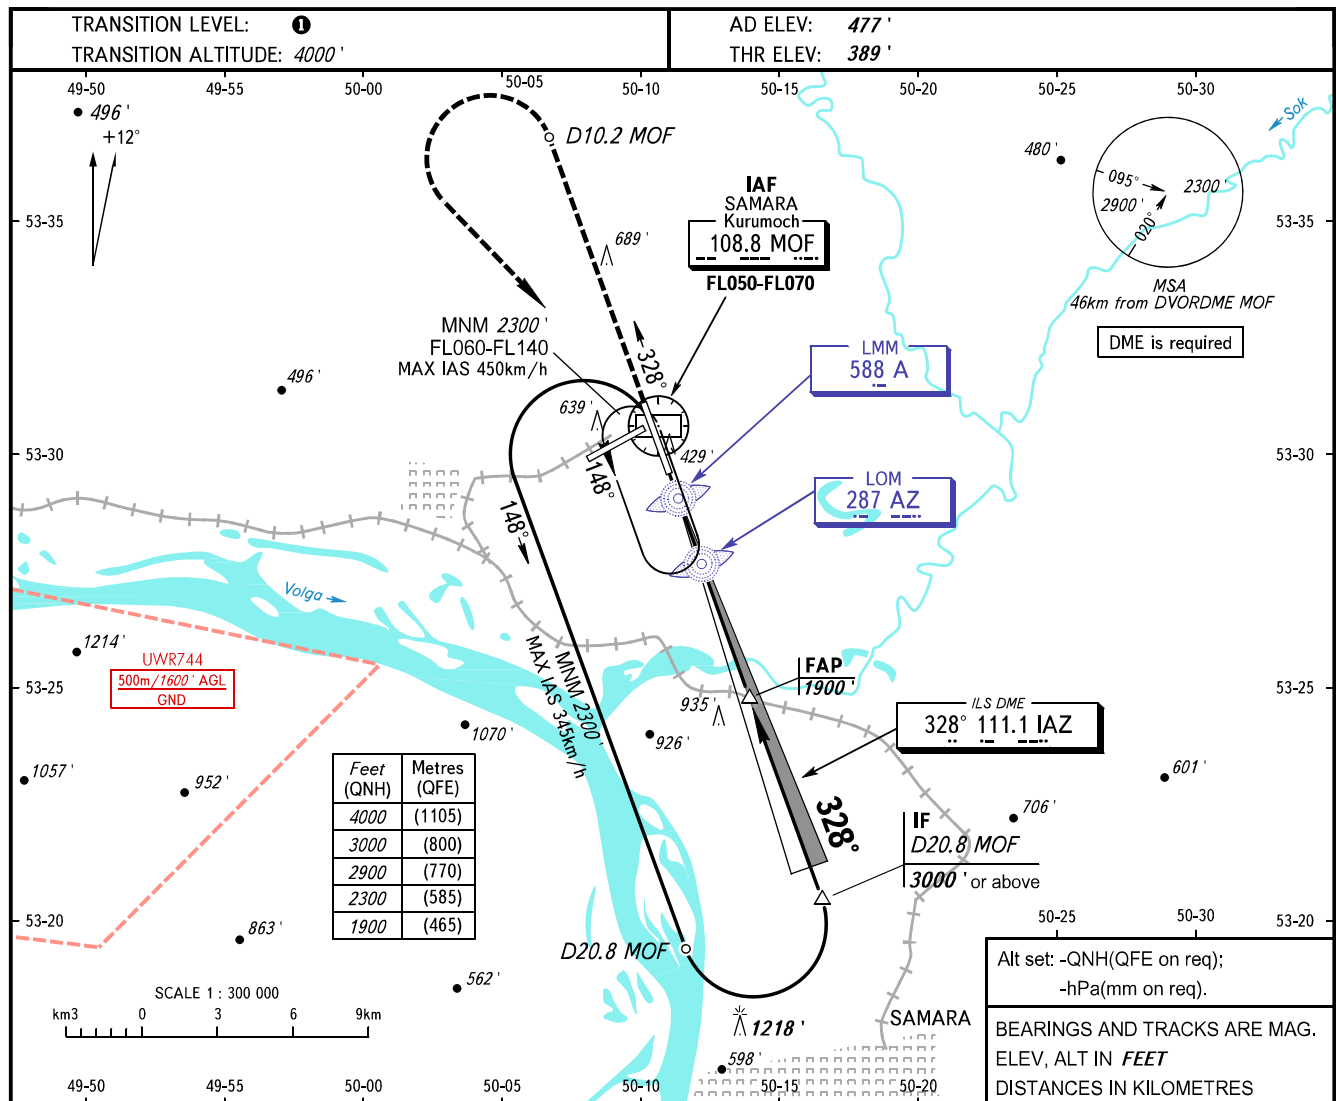 TRANSITION LEVEL: ❶
TRANSITION ALTITUDE: 4000'
AD ELEV: 477'
THR ELEV: 389'
49-50 49-55 50-00 50-05 50-10 50-15 50-20 50-25 50-30
496'
+12°
D10.2 MOF
480'
Sok
095°
2300'
2900'
020°
MSA
46km from DVORDME MOF
DME is required
53-35
53-35
IAF
SAMARA
Kurumoch
108.8 MOF
FL050-FL070
689'
MNM 2300'
FL060-FL140
MAX IAS 450km/h
328°
LMM
588 A
496'
639'
429'
53-30
53-30
148°
148°
LOM
287 AZ
Volga
1214'
UWR744
500m/1600' AGL
GND
MNM 2300'
MAX IAS 345km/h
FAP
1900'
53-25
53-25
935'
ILS DME
328° 111.1 IAZ
1070'
926'
1057'
952'
601'
706'
Feet (QNH) Metres (QFE)
4000 (1105)
3000 (800)
2900 (770)
2300 (585)
1900 (465)
328°
IF
D20.8 MOF
3000' or above
53-20
53-20
50-25 50-30
863'
D20.8 MOF
562'
SCALE 1 : 300 000
km3 0 3 6 9km
1218'
SAMARA
598'
Alt set: -QNH(QFE on req);
-hPa(mm on req).
BEARINGS AND TRACKS ARE MAG.
ELEV, ALT IN FEET
DISTANCES IN KILOMETRES
49-50 49-55 50-00 50-05 50-10 50-15 50-20